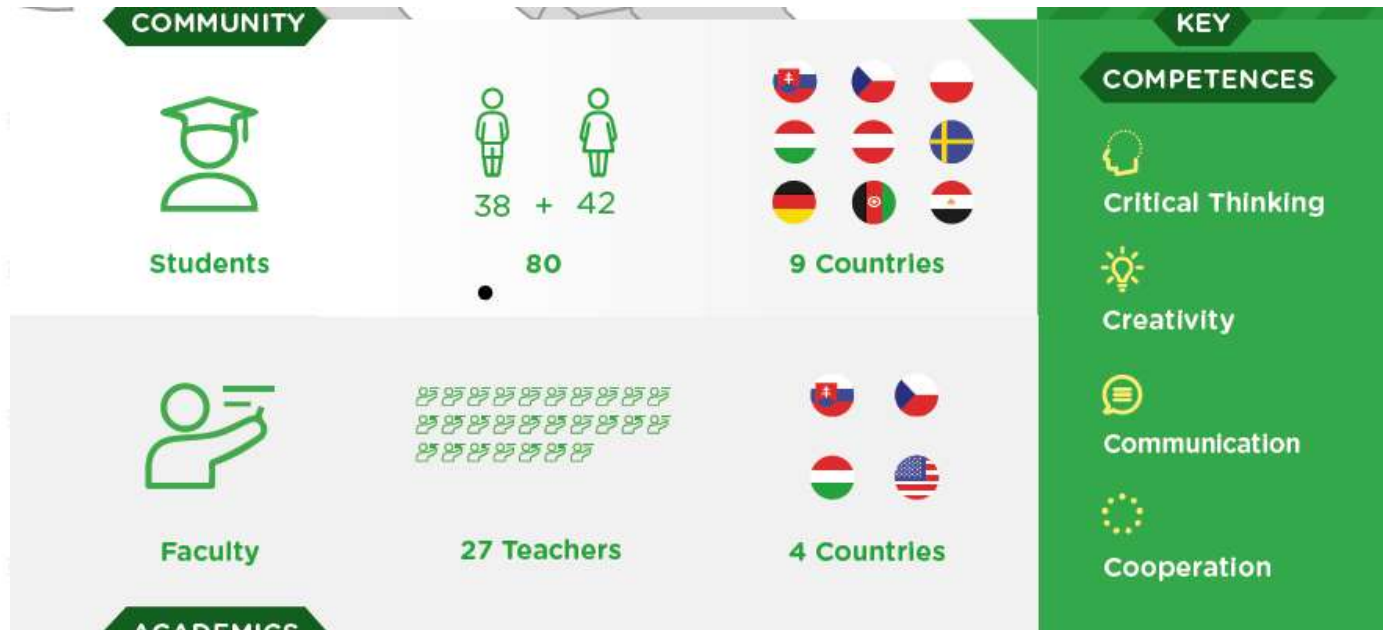 COMMUNITY
38 + 42
Students
80
9 Countries
Faculty
27 Teachers
4 Countries
ACADEMICS
KEY
COMPETENCES
Critical Thinking
Creativity
Communication
Cooperation